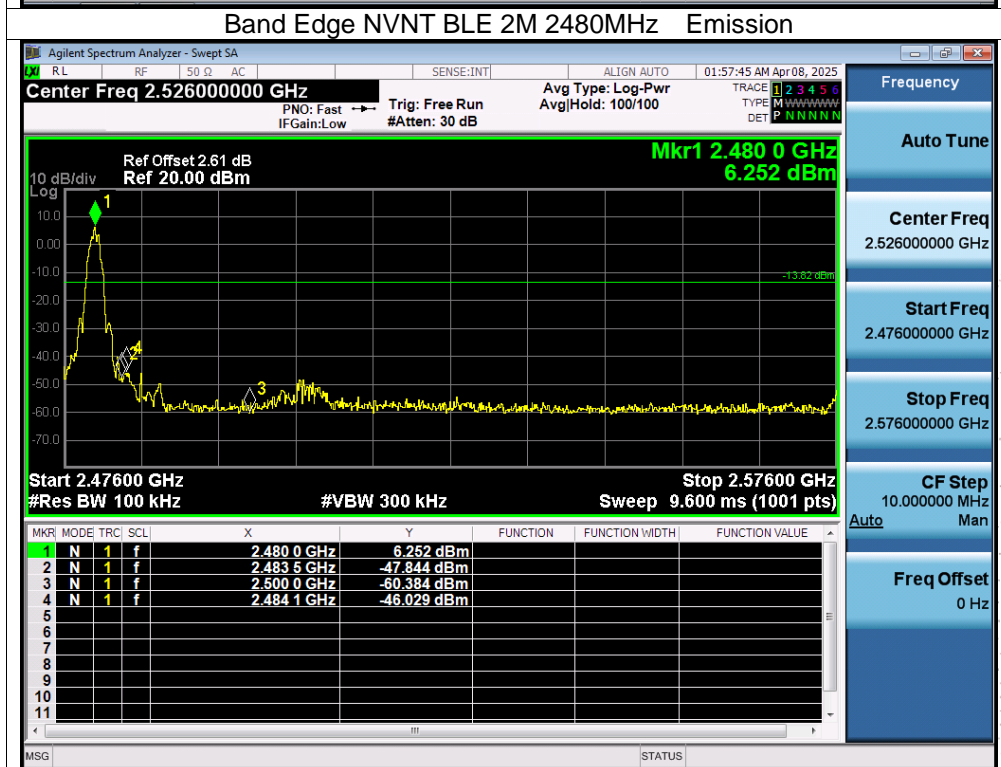 Band Edge NVNT BLE 2M 2480MHz Emission
Agilent Spectrum Analyzer - Swept SA
LXI RL RF 50 Ω AC SENSE:INT ALIGN AUTO 01:57:45 AM Apr 08, 2025
Center Freq 2.526000000 GHz
PNO: Fast
IFGain:Low
Trig: Free Run
#Atten: 30 dB
Avg Type: Log-Pwr
Avg|Hold: 100/100
TRACE 1 2 3 4 5 6
TYPE M WWWWW
DET P N N N N N
Mkr1 2.480 0 GHz
6.252 dBm
Ref Offset 2.61 dB
10 dB/div Ref 20.00 dBm
Log
1
10.0
0.00
-10.0
-13.82 dBm
-20.0
-30.0
-40.0
2 4
-50.0
3
-60.0
-70.0
Start 2.47600 GHz Stop 2.57600 GHz
#Res BW 100 kHz #VBW 300 kHz Sweep 9.600 ms (1001 pts)
MKR MODE TRC SCL X Y FUNCTION FUNCTION WIDTH FUNCTION VALUE
1 N 1 f 2.480 0 GHz 6.252 dBm
2 N 1 f 2.483 5 GHz -47.844 dBm
3 N 1 f 2.500 0 GHz -60.384 dBm
4 N 1 f 2.484 1 GHz -46.029 dBm
5
6
7
8
9
10
11
MSG STATUS
Frequency
Auto Tune
Center Freq
2.526000000 GHz
Start Freq
2.476000000 GHz
Stop Freq
2.576000000 GHz
CF Step
10.000000 MHz
Auto Man
Freq Offset
0 Hz